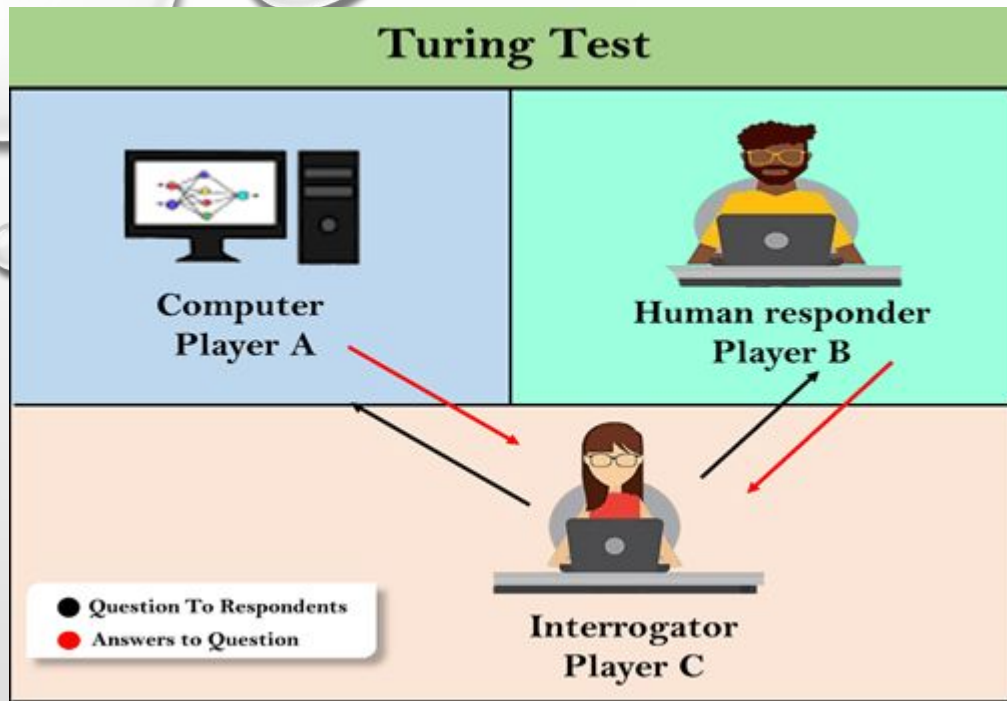 Turing Test
Computer
Player A
Human responder
Player B
Question To Respondents
Answers to Question
Interrogator
Player C